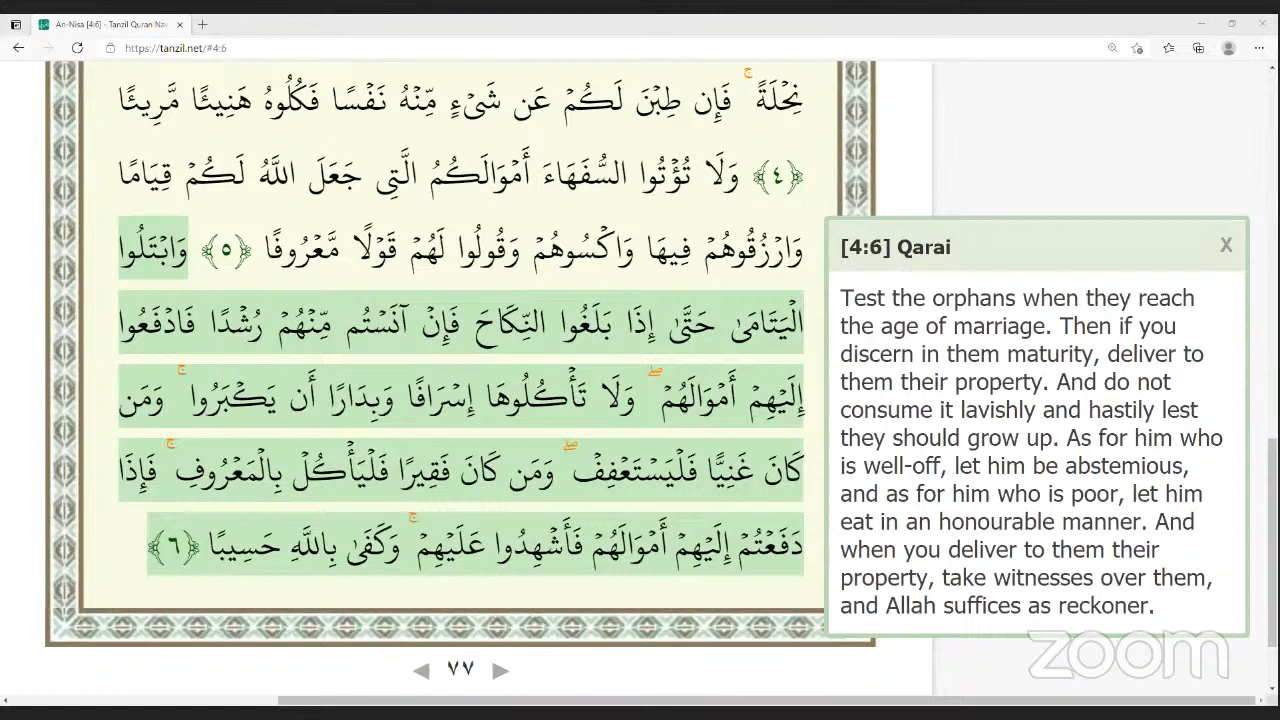 An-Nisa [4:6] - Tanzil Quran Nav
https://tanzil.net/#4:6
نِحْلَةً ۚ فَإِن طِبْنَ لَكُمْ عَن شَيْءٍ مِّنْهُ نَفْسًا فَكُلُوهُ هَنِيئًا مَّرِيئًا
﴿٤﴾ وَلَا تُؤْتُوا السُّفَهَاءَ أَمْوَالَكُمُ الَّتِي جَعَلَ اللَّهُ لَكُمْ قِيَامًا
وَارْزُقُوهُمْ فِيهَا وَاكْسُوهُمْ وَقُولُوا لَهُمْ قَوْلًا مَّعْرُوفًا ﴿٥﴾ وَابْتَلُوا
الْيَتَامَىٰ حَتَّىٰ إِذَا بَلَغُوا النِّكَاحَ فَإِنْ آنَسْتُم مِّنْهُمْ رُشْدًا فَادْفَعُوا
إِلَيْهِمْ أَمْوَالَهُمْ ۖ وَلَا تَأْكُلُوهَا إِسْرَافًا وَبِدَارًا أَن يَكْبَرُوا ۚ وَمَن
كَانَ غَنِيًّا فَلْيَسْتَعْفِفْ ۖ وَمَن كَانَ فَقِيرًا فَلْيَأْكُلْ بِالْمَعْرُوفِ ۚ فَإِذَا
دَفَعْتُمْ إِلَيْهِمْ أَمْوَالَهُمْ فَأَشْهِدُوا عَلَيْهِمْ ۚ وَكَفَىٰ بِاللَّهِ حَسِيبًا ﴿٦﴾
٧٧
[4:6] Qarai
X
Test the orphans when they reach
the age of marriage. Then if you
discern in them maturity, deliver to
them their property. And do not
consume it lavishly and hastily lest
they should grow up. As for him who
is well-off, let him be abstemious,
and as for him who is poor, let him
eat in an honourable manner. And
when you deliver to them their
property, take witnesses over them,
and Allah suffices as reckoner.
zoom